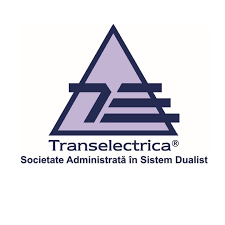 Transelectrica®
Societate Administrată în Sistem Dualist